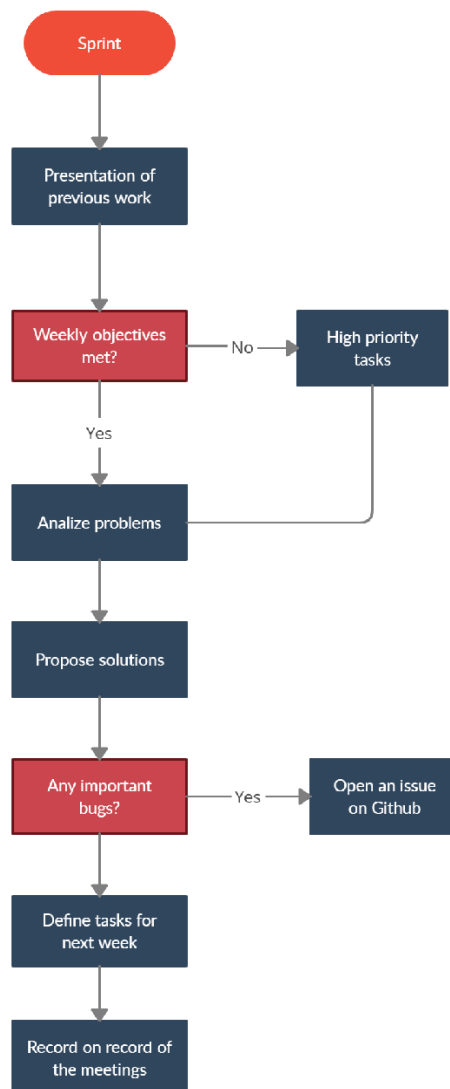 Sprint
Presentation of
previous work
Weekly objectives
met?
No
High priority
tasks
Yes
Analize problems
Propose solutions
Any important
bugs?
Yes
Open an issue
on Github
Define tasks for
next week
Record on record of
the meetings